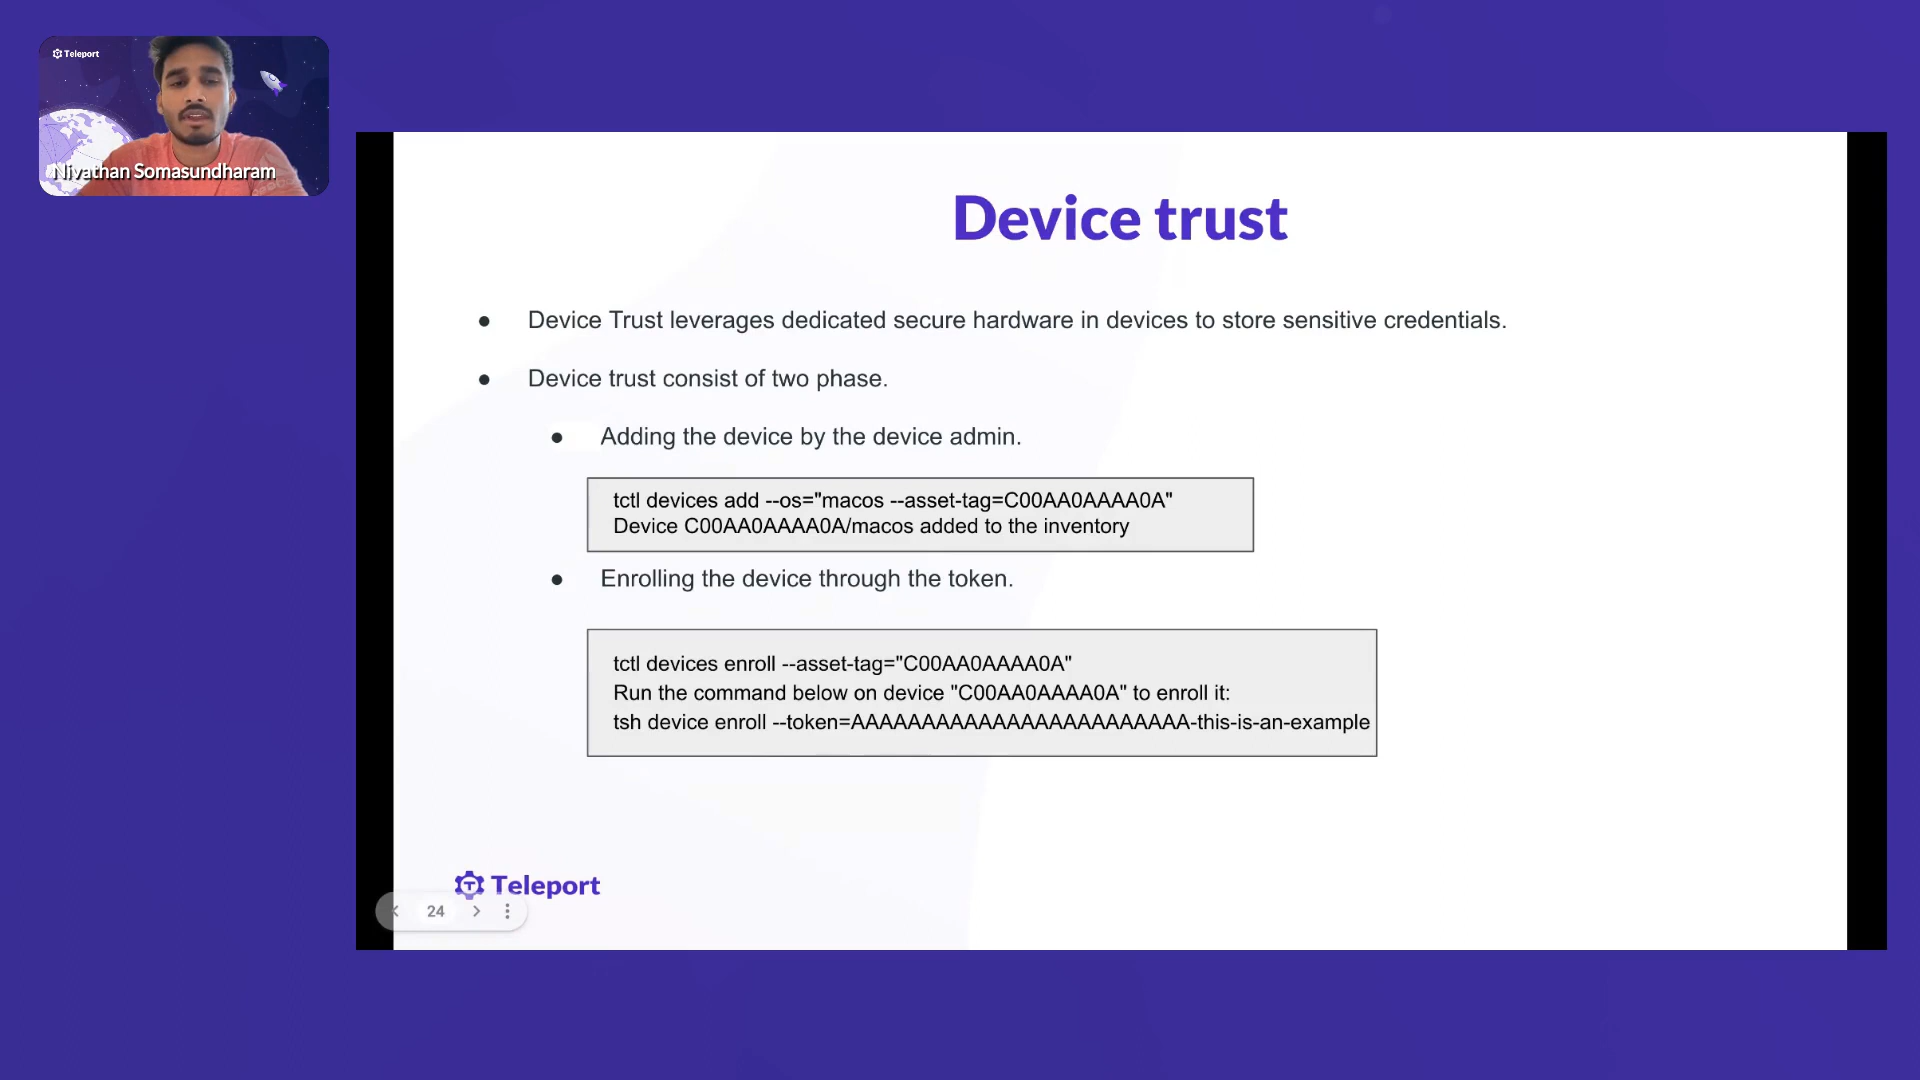 Teleport
Nivathan Somasundharam
Device trust
● Device Trust leverages dedicated secure hardware in devices to store sensitive credentials.
● Device trust consist of two phase.
● Adding the device by the device admin.
tctl devices add --os="macos --asset-tag=C00AA0AAAA0A"
Device C00AA0AAAA0A/macos added to the inventory
● Enrolling the device through the token.
tctl devices enroll --asset-tag="C00AA0AAAA0A"
Run the command below on device "C00AA0AAAA0A" to enroll it:
tsh device enroll --token=AAAAAAAAAAAAAAAAAAAAAAAA-this-is-an-example
Teleport
24